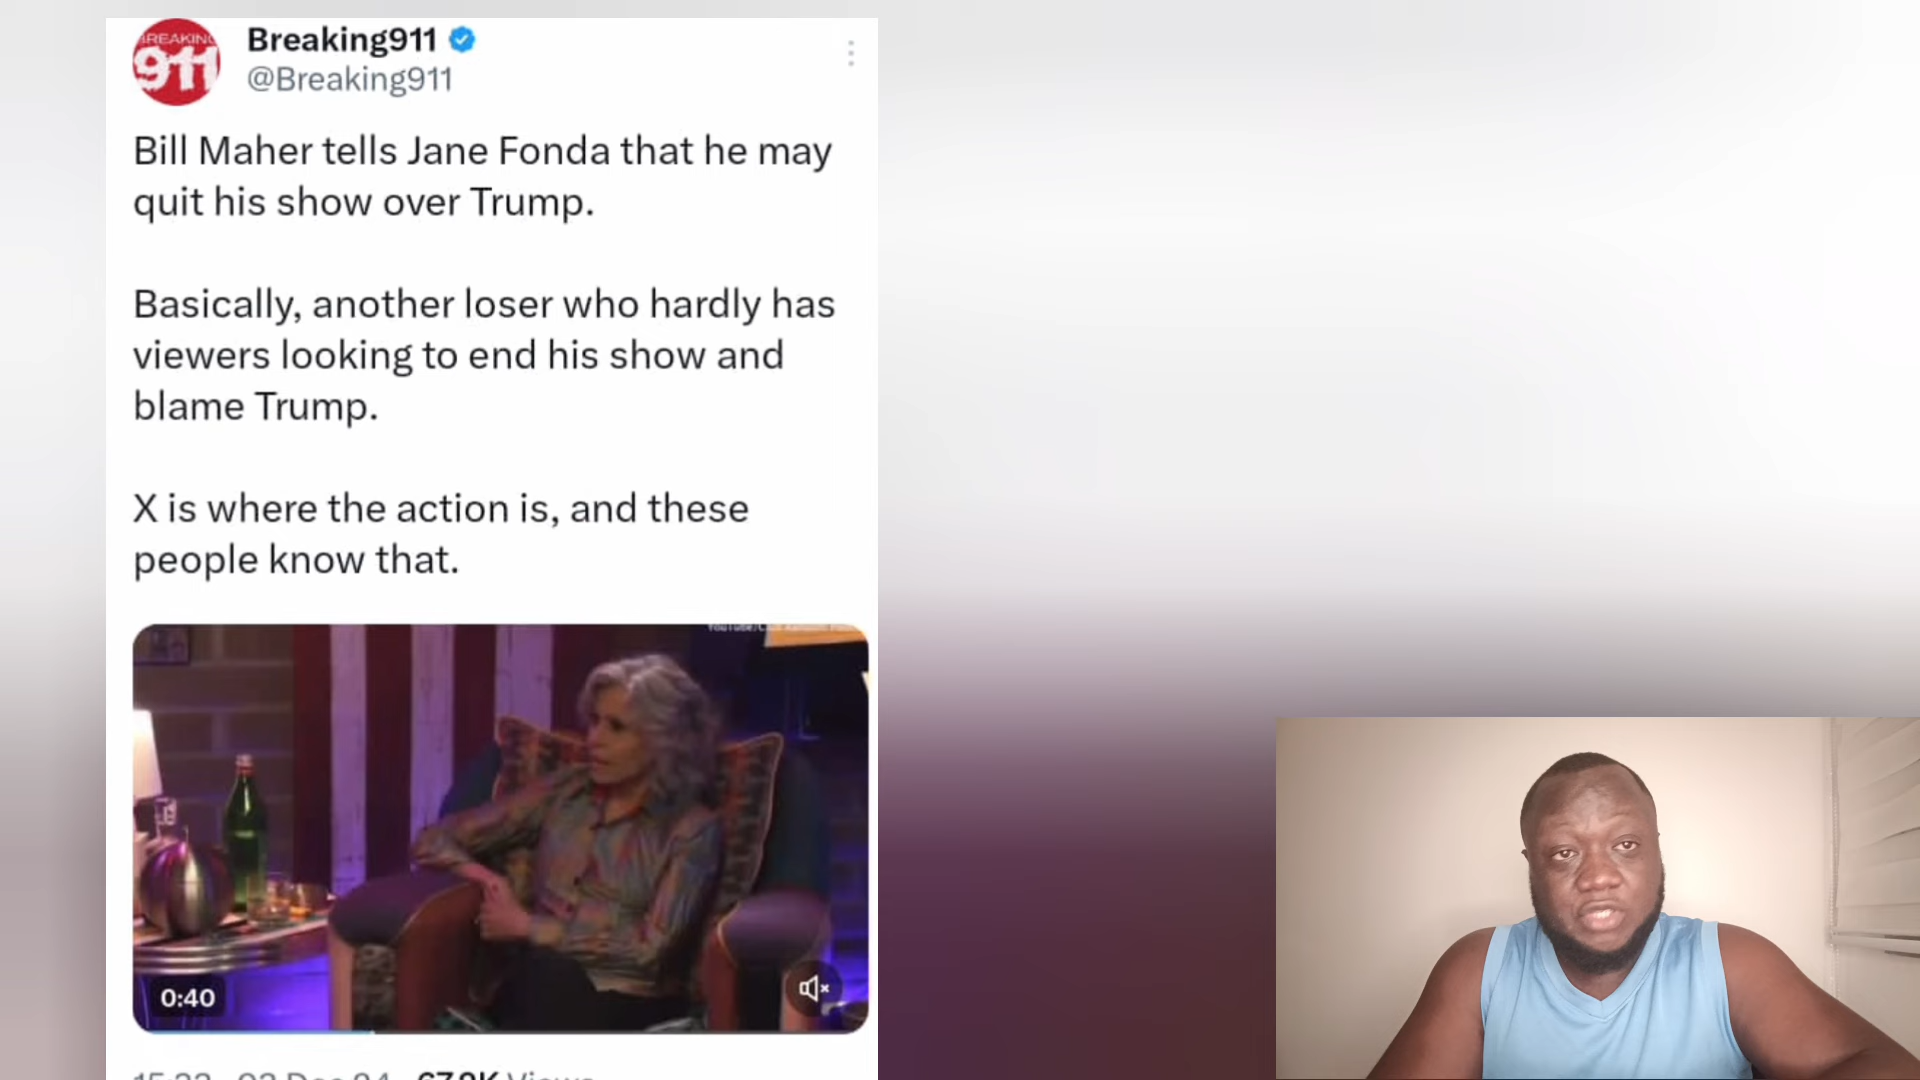 BREAKING
911
Breaking911
@Breaking911
Bill Maher tells Jane Fonda that he may
quit his show over Trump.
Basically, another loser who hardly has
viewers looking to end his show and
blame Trump.
X is where the action is, and these
people know that.
0:40